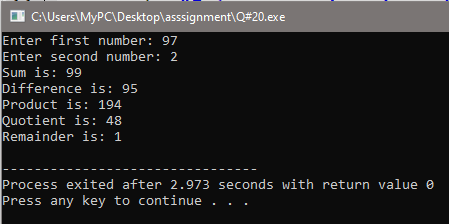 C:\Users\MyPC\Desktop\asssignment\Q#20.exe
Enter first number: 97
Enter second number: 2
Sum is: 99
Difference is: 95
Product is: 194
Quotient is: 48
Remainder is: 1
--------------------------------
Process exited after 2.973 seconds with return value 0
Press any key to continue . . .